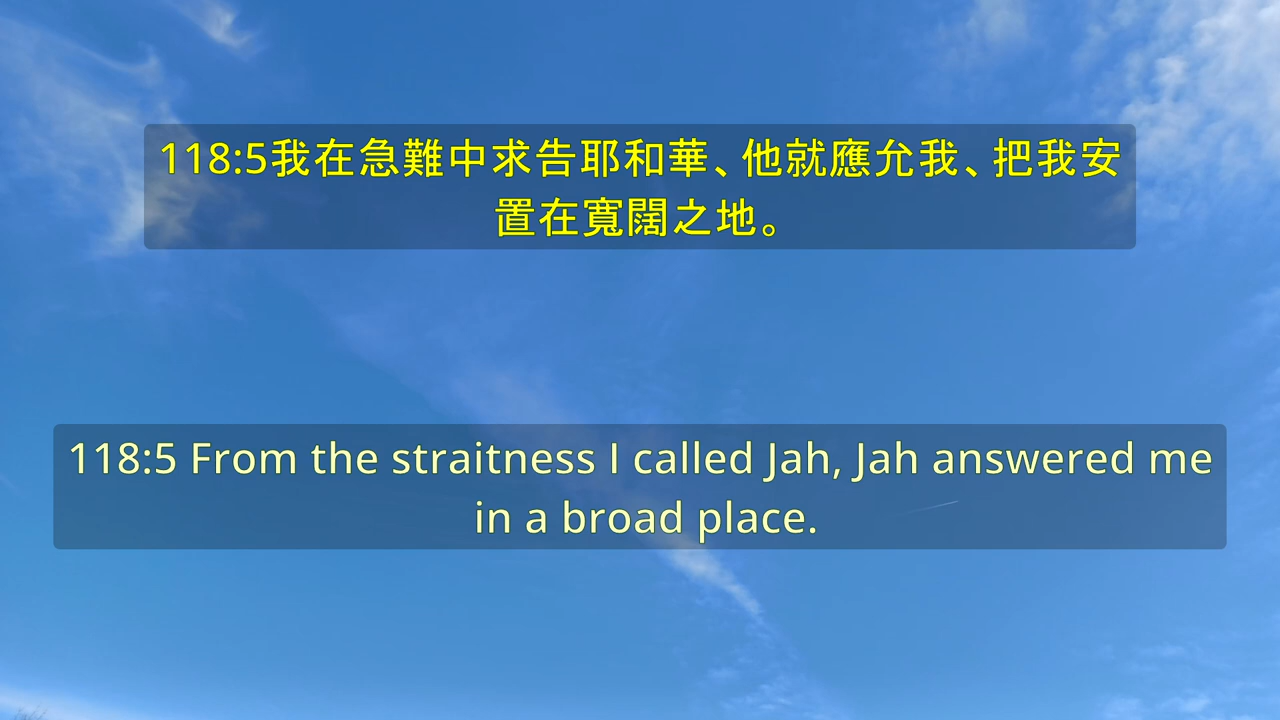 118:5我在急難中求告耶和華、他就應允我、把我安
置在寬闊之地。
118:5 From the straitness I called Jah, Jah answered me
in a broad place.